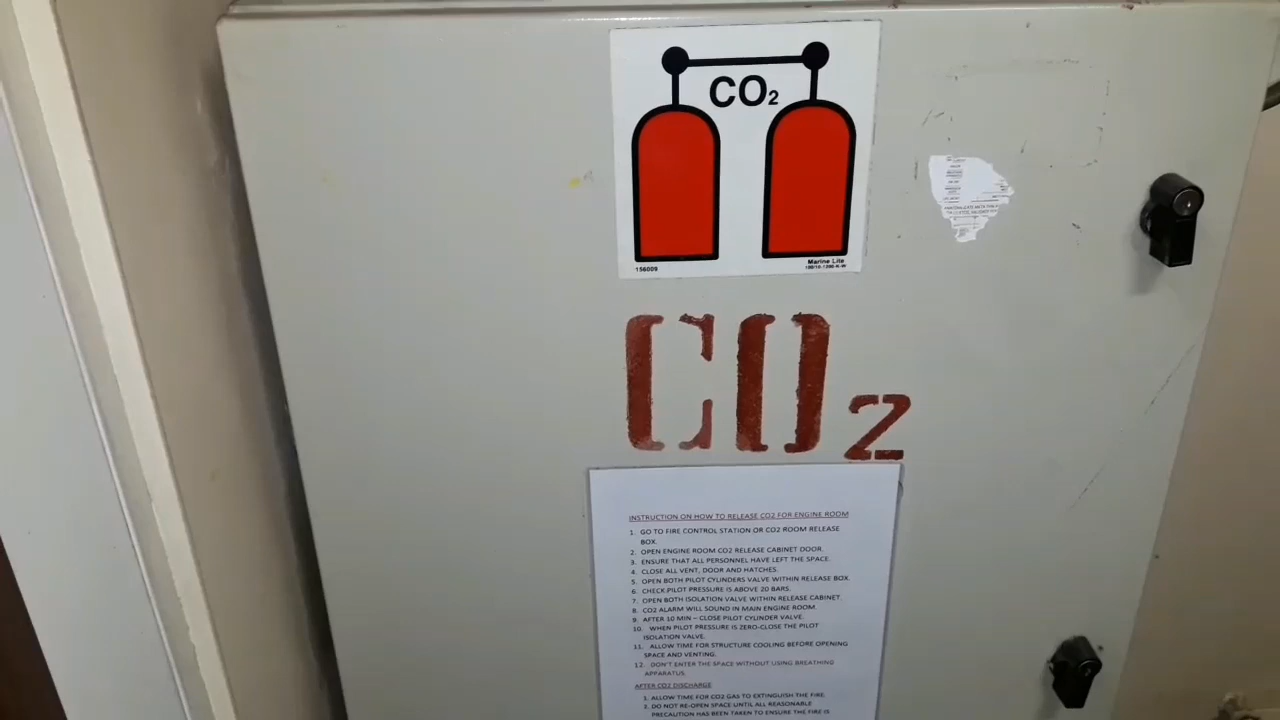 CO₂
156009
Marine Lite
CO₂
INSTRUCTION ON HOW TO RELEASE CO2 FOR ENGINE ROOM
1. GO TO FIRE CONTROL STATION OR CO2 ROOM RELEASE
BOX.
2. OPEN ENGINE ROOM CO2 RELEASE CABINET DOOR.
3. ENSURE THAT ALL PERSONNEL HAVE LEFT THE SPACE.
4. CLOSE ALL VENT, DOOR AND HATCHES.
5. OPEN BOTH PILOT CYLINDERS VALVE WITHIN RELEASE BOX.
6. CHECK PILOT PRESSURE IS ABOVE 20 BARS.
7. OPEN BOTH ISOLATION VALVE WITHIN RELEASE CABINET.
8. CO2 ALARM WILL SOUND IN MAIN ENGINE ROOM.
9. AFTER 10 MIN – CLOSE PILOT CYLINDER VALVE.
10. WHEN PILOT PRESSURE IS ZERO-CLOSE THE PILOT
ISOLATION VALVE.
11. ALLOW TIME FOR STRUCTURE COOLING BEFORE OPENING
SPACE AND VENTING.
12. DON'T ENTER THE SPACE WITHOUT USING BREATHING
APPARATUS.
AFTER CO2 DISCHARGE
1. ALLOW TIME FOR CO2 GAS TO EXTINGUISH THE FIRE.
2. DO NOT RE-OPEN SPACE UNTIL ALL REASONABLE
PRECAUTION HAS BEEN TAKEN TO ENSURE THE FIRE IS